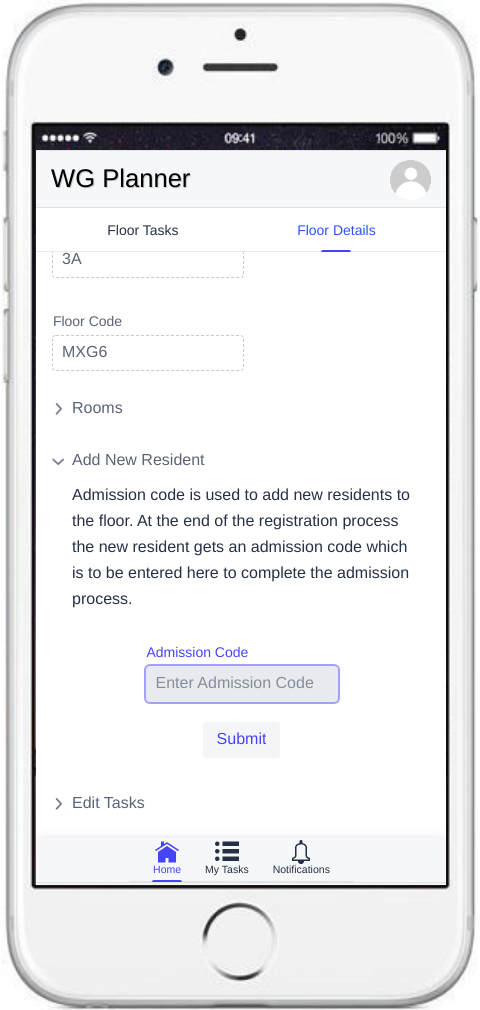 09:41
100%
WG Planner
Floor Tasks
Floor Details
3A
Floor Code
MXG6
Rooms
Add New Resident
Admission code is used to add new residents to
the floor. At the end of the registration process
the new resident gets an admission code which
is to be entered here to complete the admission
process.
Admission Code
Enter Admission Code
Submit
Edit Tasks
Home
My Tasks
Notifications